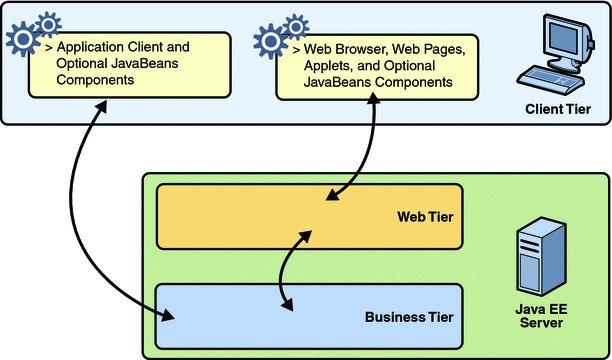 > Application Client and
Optional JavaBeans
Components
> Web Browser, Web Pages,
Applets, and Optional
JavaBeans Components
Client Tier
Web Tier
Business Tier
Java EE
Server